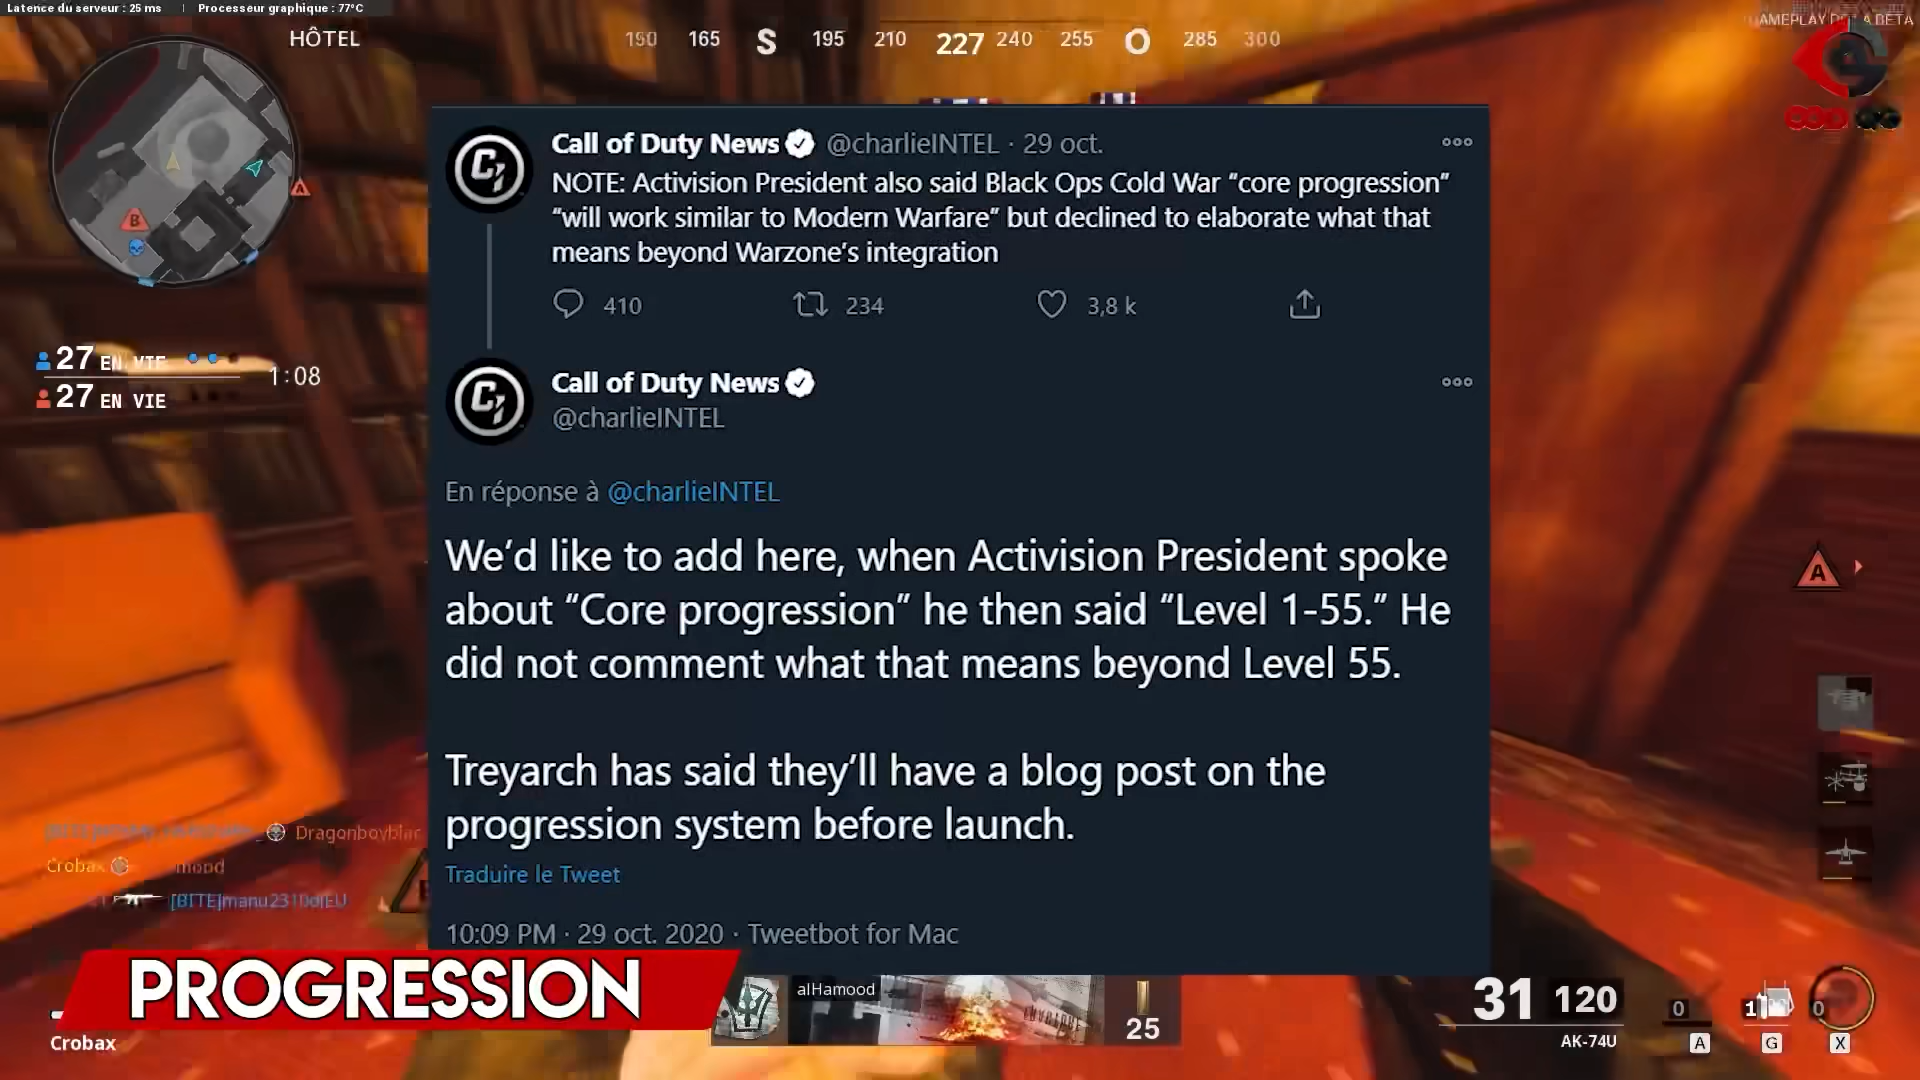 Latence du serveur : 25 ms | Processeur graphique : 77°C
HÔTEL
150 165 S 195 210 227 240 255 O 285 300
A
B
27 EN VIE
1:08
27 EN VIE
Call of Duty News @charlieINTEL · 29 oct.
NOTE: Activision President also said Black Ops Cold War “core progression”
“will work similar to Modern Warfare” but declined to elaborate what that
means beyond Warzone’s integration
410 234 3,8 k
Call of Duty News
@charlieINTEL
En réponse à @charlieINTEL
We’d like to add here, when Activision President spoke
about “Core progression” he then said “Level 1-55.” He
did not comment what that means beyond Level 55.
A
Treyarch has said they’ll have a blog post on the
progression system before launch.
Dragonboyblac
Crobax
Traduire le Tweet
[BITE]manu2310dIEU
10:09 PM · 29 oct. 2020 · Tweetbot for Mac
PROGRESSION
alHamood
25
31 120
0 1 0
AK-74U
A G X
Crobax